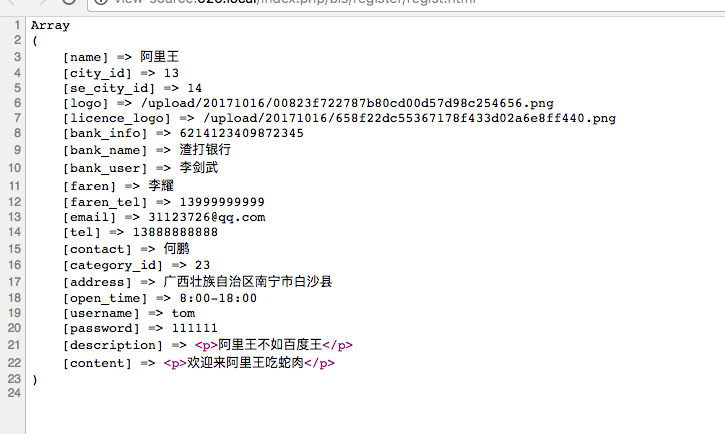 view-source:o2o.local/index.php/bis/register/regist.html
1 Array
2 (
3 [name] => 阿里王
4 [city_id] => 13
5 [se_city_id] => 14
6 [logo] => /upload/20171016/00823f722787b80cd00d57d98c254656.png
7 [licence_logo] => /upload/20171016/658f22dc55367178f433d02a6e8ff440.png
8 [bank_info] => 6214123409872345
9 [bank_name] => 渣打银行
10 [bank_user] => 李剑武
11 [faren] => 李耀
12 [faren_tel] => 13999999999
13 [email] => 31123726@qq.com
14 [tel] => 13888888888
15 [contact] => 何鹏
16 [category_id] => 23
17 [address] => 广西壮族自治区南宁市白沙县
18 [open_time] => 8:00-18:00
19 [username] => tom
20 [password] => 111111
21 [description] => <p>阿里王不如百度王</p>
22 [content] => <p>欢迎来阿里王吃蛇肉</p>
23 )
24